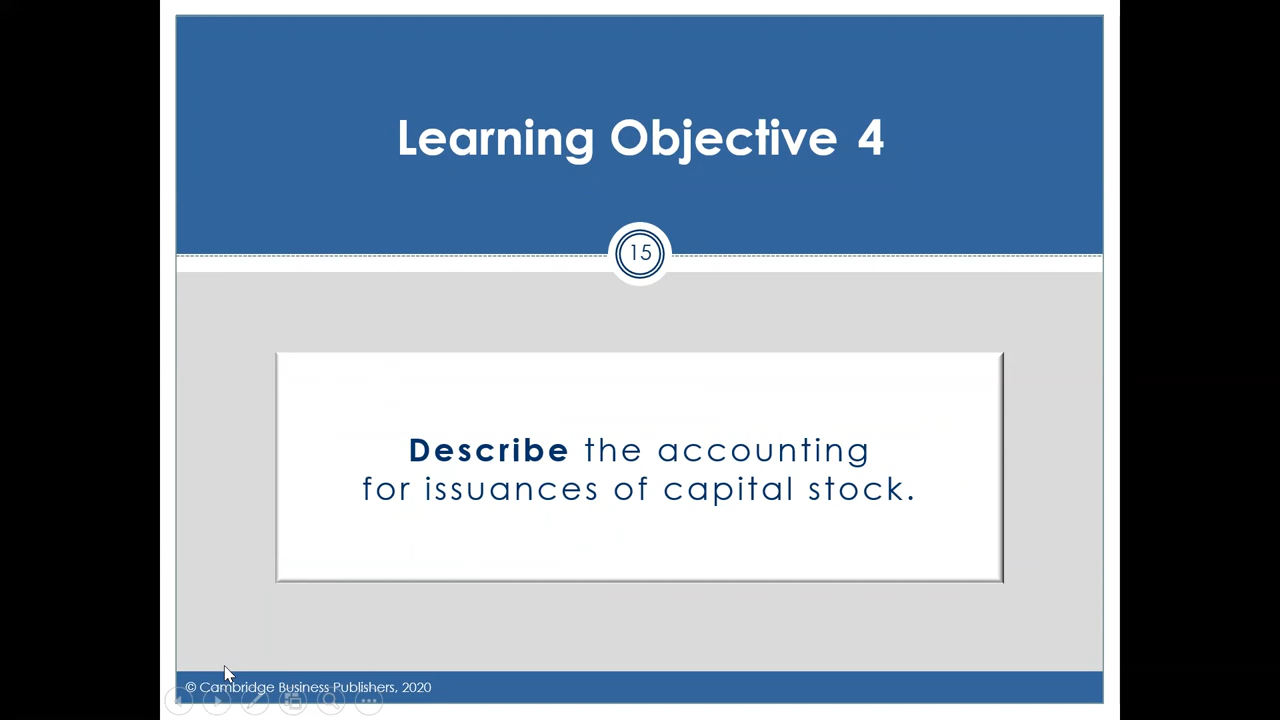 Learning Objective 4
15
Describe the accounting
for issuances of capital stock.
© Cambridge Business Publishers, 2020